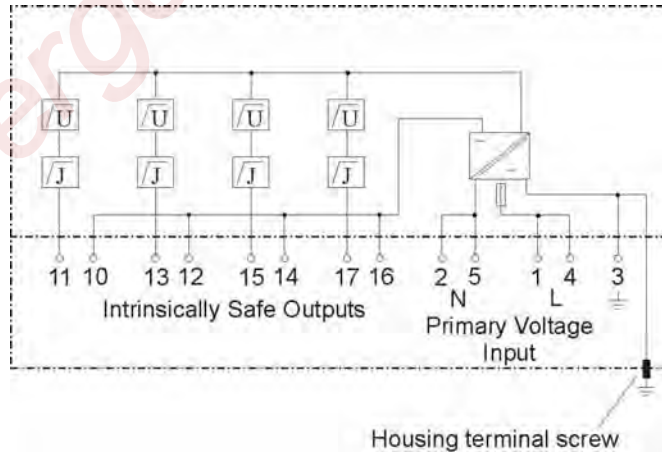 U U U U
J J J J
11 10 13 12 15 14 17 16 2 5 1 4 3
Intrinsically Safe Outputs
N L
Primary Voltage
Input
Housing terminal screw